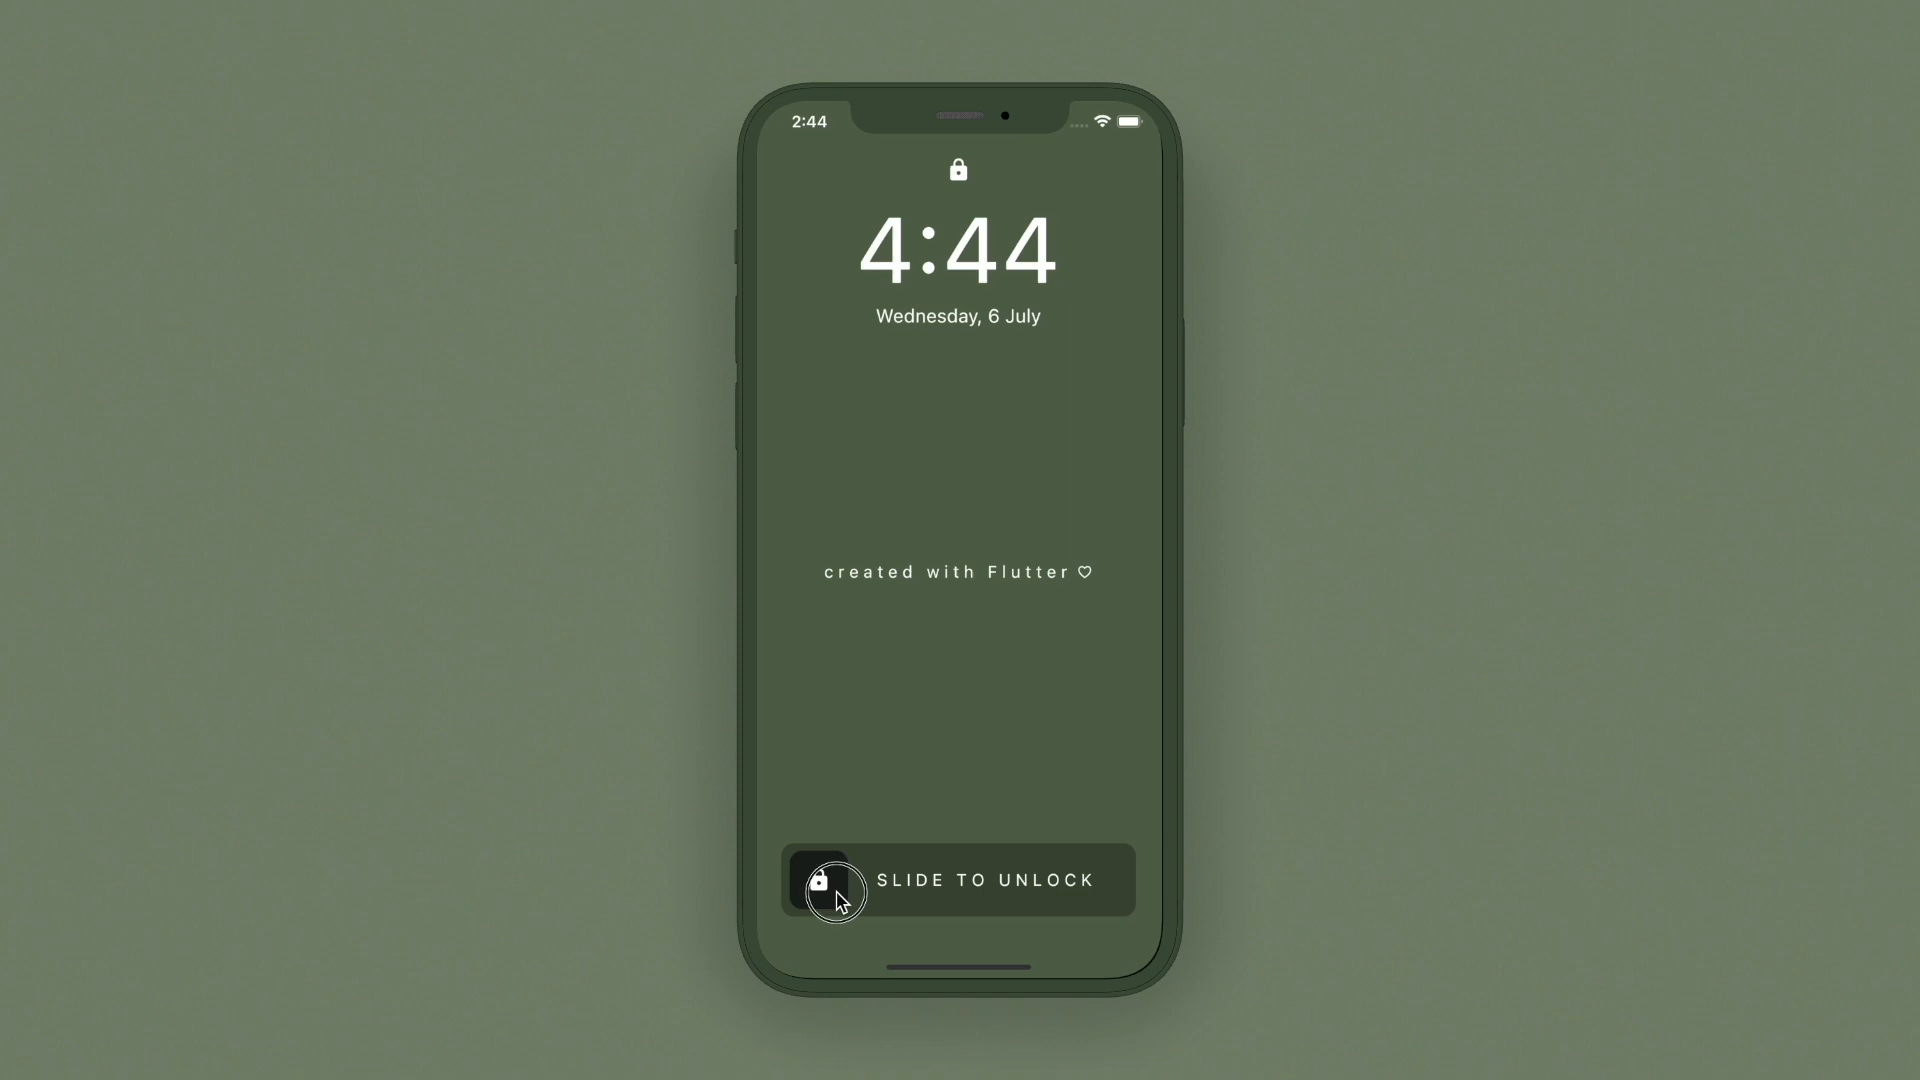 2:44
4:44
Wednesday, 6 July
created with Flutter ♡
SLIDE TO UNLOCK